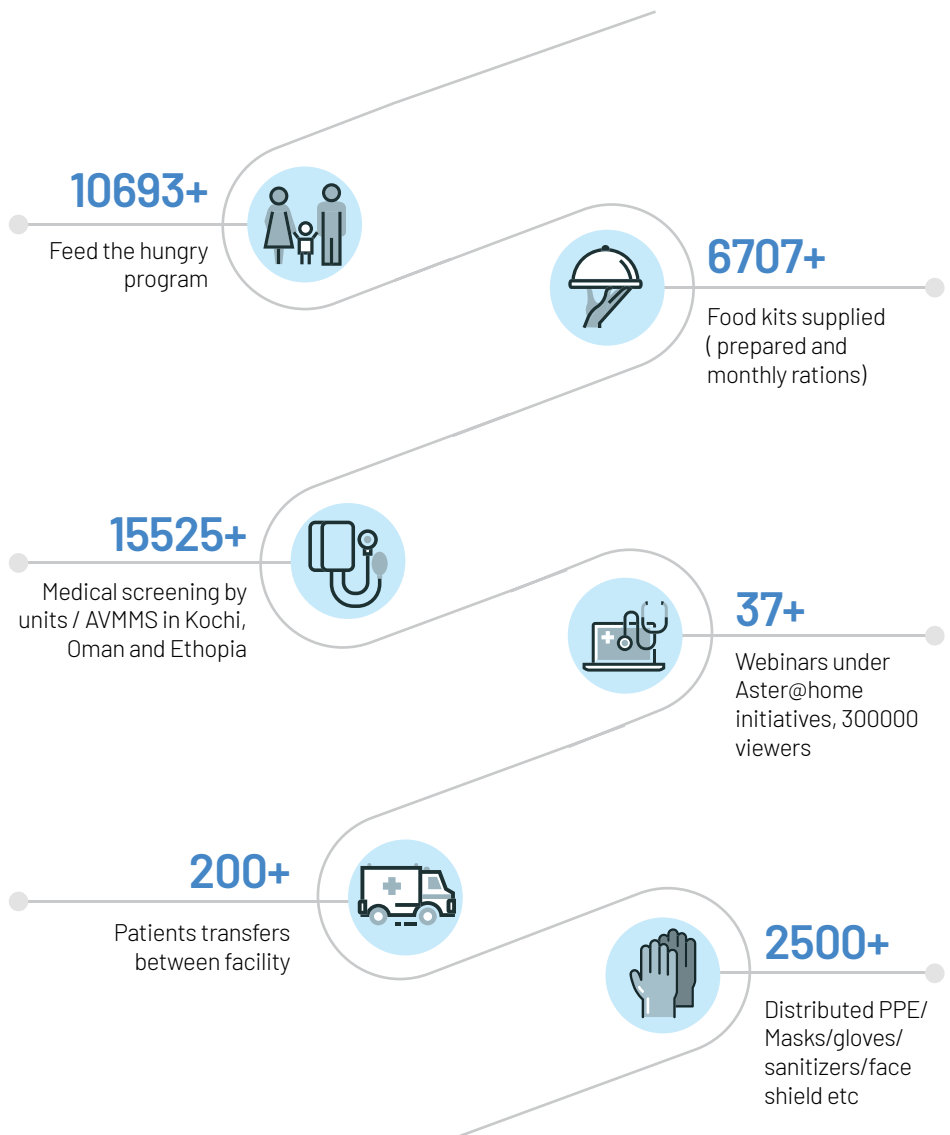 10693+
Feed the hungry
program
6707+
Food kits supplied
( prepared and
monthly rations)
15525+
Medical screening by
units / AVMMS in Kochi,
Oman and Ethopia
37+
Webinars under
Aster@home
initiatives, 300000
viewers
200+
Patients transfers
between facility
2500+
Distributed PPE/
Masks/gloves/
sanitizers/face
shield etc